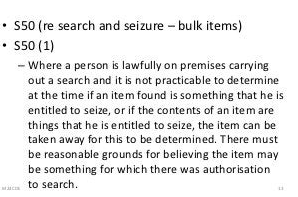 • S50 (re search and seizure – bulk items)
• S50 (1)
– Where a person is lawfully on premises carrying
out a search and it is not practicable to determine
at the time if an item found is something that he is
entitled to seize, or if the contents of an item are
things that he is entitled to seize, the item can be
taken away for this to be determined. There must
be reasonable grounds for believing the item may
be something for which there was authorisation
to search.